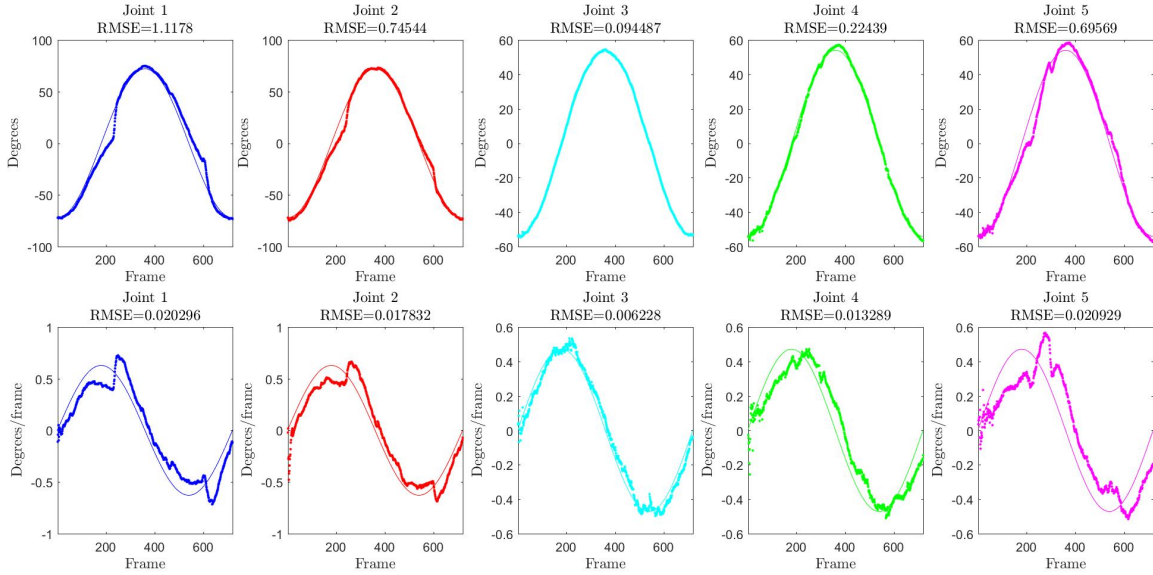 Joint 1
RMSE=1.1178
Joint 2
RMSE=0.74544
Joint 3
RMSE=0.094487
Joint 4
RMSE=0.22439
Joint 5
RMSE=0.69569
Degrees
100
50
0
-50
-100
200 400 600
Frame
Degrees
100
50
0
-50
-100
200 400 600
Frame
Degrees
60
40
20
0
-20
-40
-60
200 400 600
Frame
Degrees
60
40
20
0
-20
-40
-60
200 400 600
Frame
Degrees
60
40
20
0
-20
-40
-60
200 400 600
Frame
Joint 1
RMSE=0.020296
Joint 2
RMSE=0.017832
Joint 3
RMSE=0.006228
Joint 4
RMSE=0.013289
Joint 5
RMSE=0.020929
Degrees/frame
1
0.5
0
-0.5
-1
200 400 600
Frame
Degrees/frame
1
0.5
0
-0.5
-1
200 400 600
Frame
Degrees/frame
0.6
0.4
0.2
0
-0.2
-0.4
-0.6
200 400 600
Frame
Degrees/frame
0.6
0.4
0.2
0
-0.2
-0.4
-0.6
200 400 600
Frame
Degrees/frame
0.6
0.4
0.2
0
-0.2
-0.4
-0.6
200 400 600
Frame